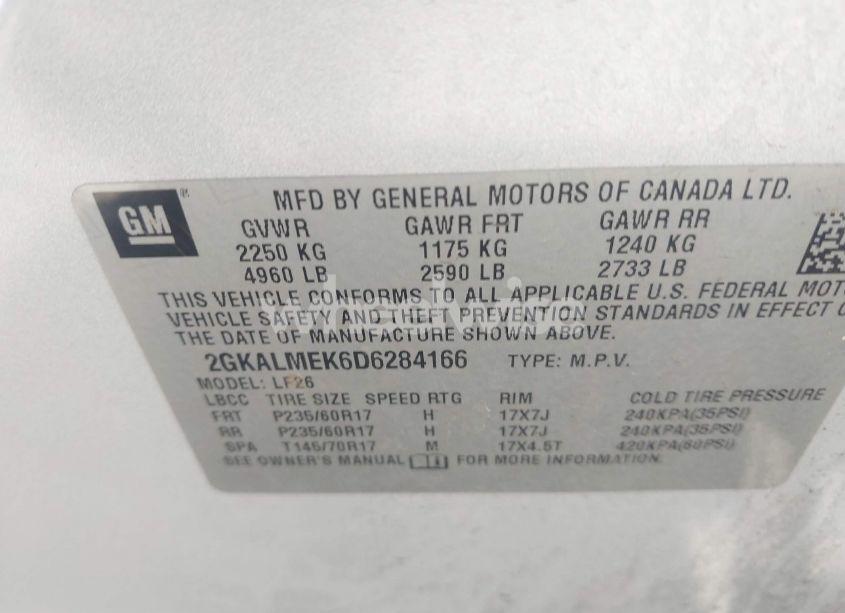 GM
MFD BY GENERAL MOTORS OF CANADA LTD.
GVWR GAWR FRT GAWR RR
2250 KG 1175 KG 1240 KG
4960 LB 2590 LB 2733 LB
THIS VEHICLE CONFORMS TO ALL APPLICABLE U.S. FEDERAL MOT
VEHICLE SAFETY AND THEFT PREVENTION STANDARDS IN EFFECT
THE DATE OF MANUFACTURE SHOWN ABOVE.
2GKALMEK6D6284166 TYPE: M.P.V.
MODEL: LF26
LBCC TIRE SIZE SPEED RTG RIM COLD TIRE PRESSURE
FRT P235/60R17 H 17X7J 240KPA(35PSI)
RR P235/60R17 H 17X7J 240KPA(35PSI)
SPA T145/70R17 M 17X4.5T 420KPA(60PSI)
SEE OWNER'S MANUAL FOR MORE INFORMATION.